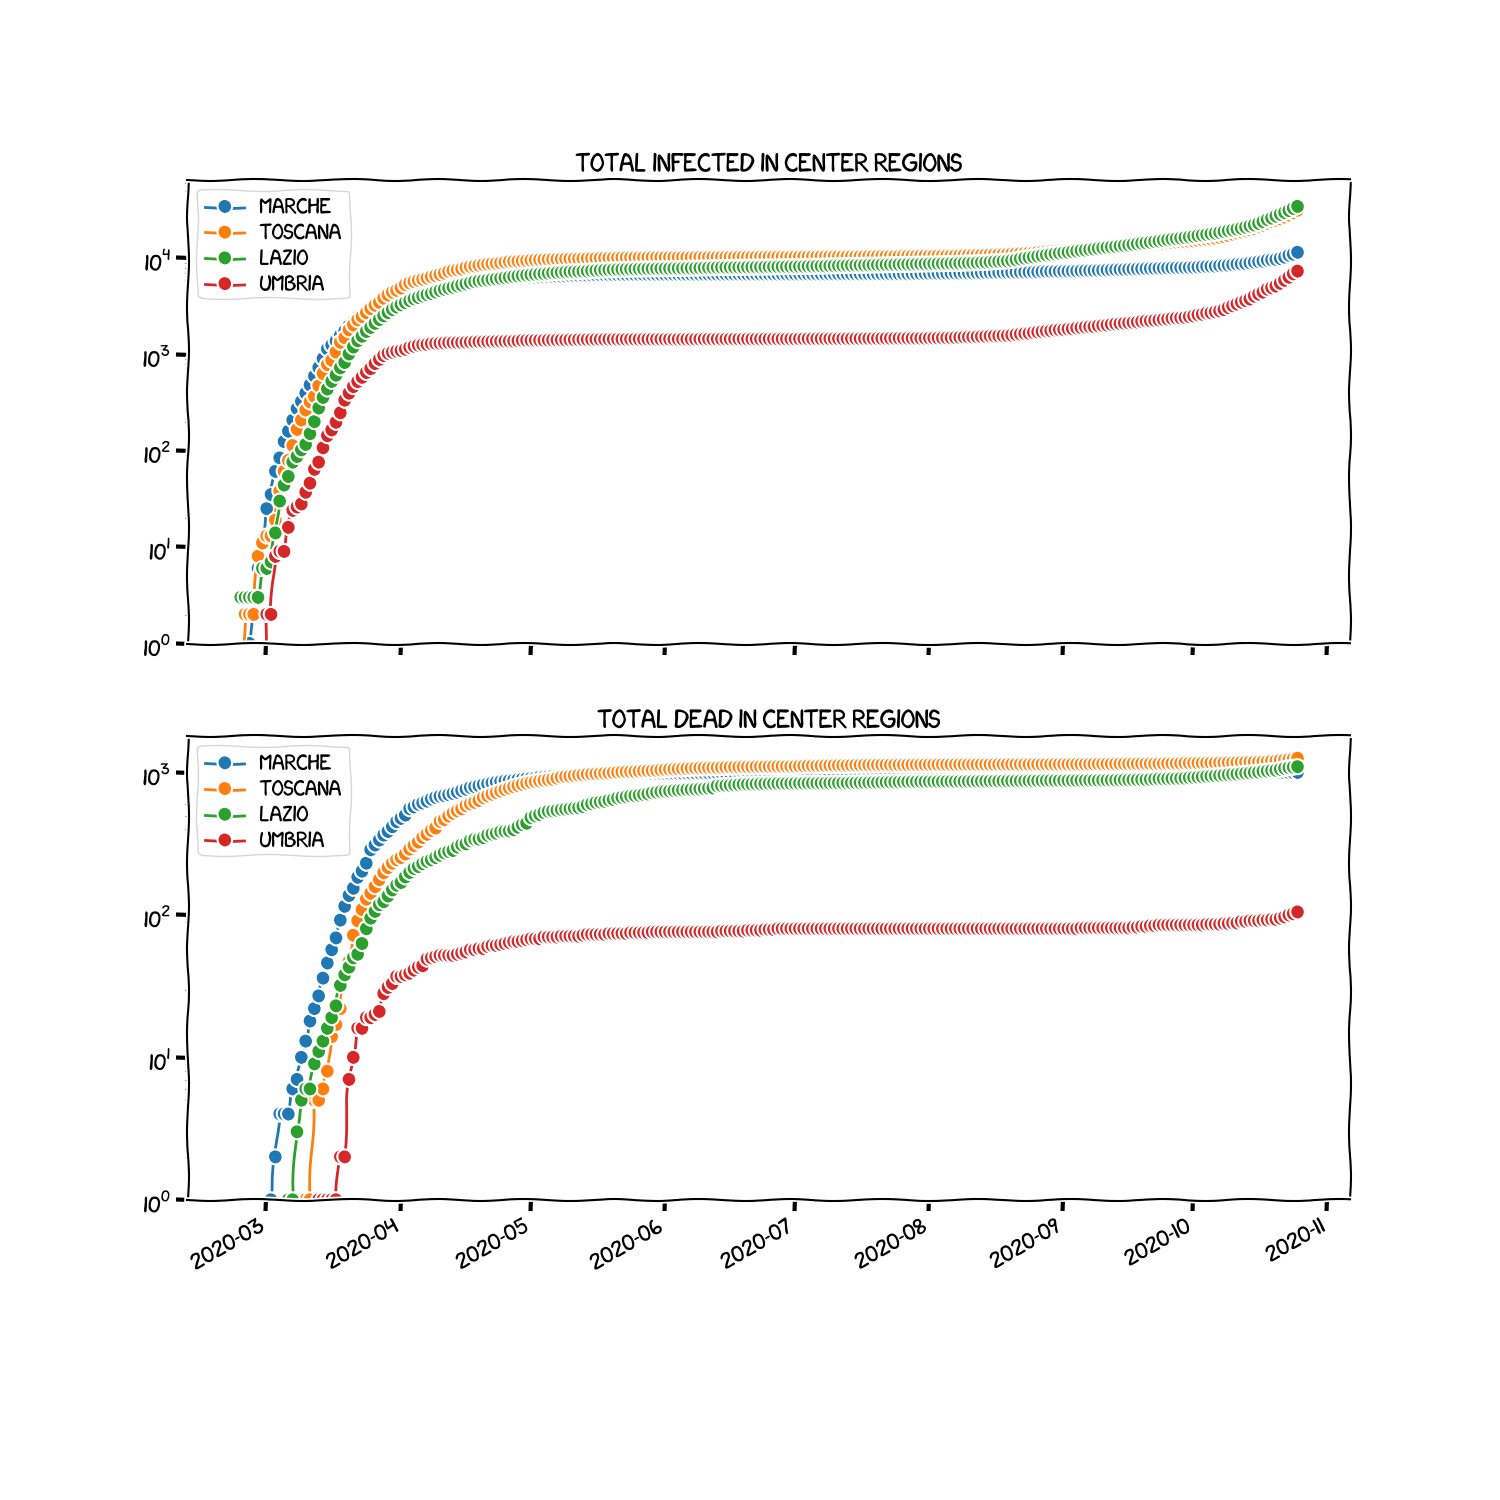 TOTAL INFECTED IN CENTER REGIONS
MARCHE
TOSCANA
LAZIO
UMBRIA
10⁴
10³
10²
10¹
10⁰
TOTAL DEAD IN CENTER REGIONS
MARCHE
TOSCANA
LAZIO
UMBRIA
10³
10²
10¹
10⁰
2020-03 2020-04 2020-05 2020-06 2020-07 2020-08 2020-09 2020-10 2020-11